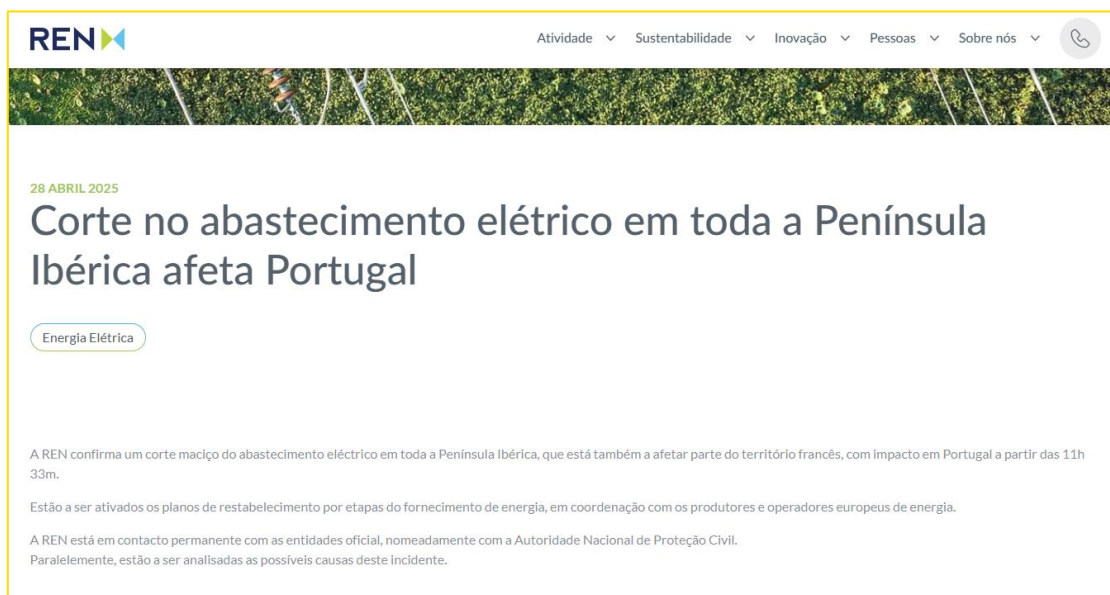 REN
Atividade Sustentabilidade Inovação Pessoas Sobre nós
28 ABRIL 2025
Corte no abastecimento elétrico em toda a Península
Ibérica afeta Portugal
Energia Elétrica
A REN confirma um corte maciço do abastecimento eléctrico em toda a Península Ibérica, que está também a afetar parte do território francês, com impacto em Portugal a partir das 11h
33m.
Estão a ser ativados os planos de restabelecimento por etapas do fornecimento de energia, em coordenação com os produtores e operadores europeus de energia.
A REN está em contacto permanente com as entidades oficial, nomeadamente com a Autoridade Nacional de Proteção Civil.
Paralelemente, estão a ser analisadas as possíveis causas deste incidente.